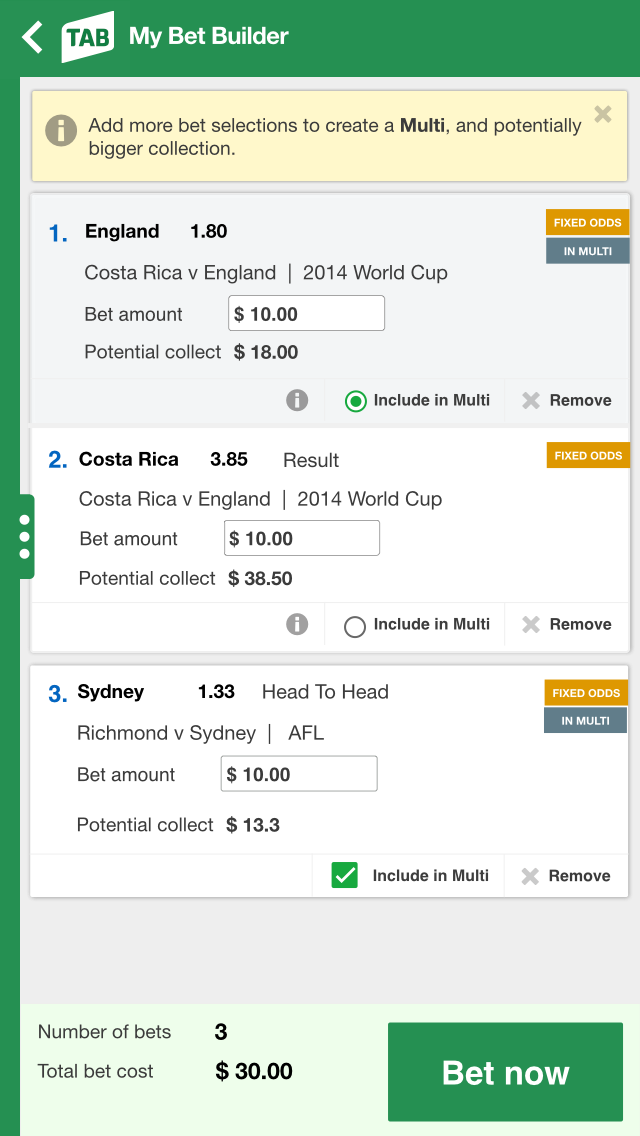 TAB My Bet Builder
Add more bet selections to create a Multi, and potentially
bigger collection.
1. England 1.80 FIXED ODDS
IN MULTI
Costa Rica v England | 2014 World Cup
Bet amount $ 10.00
Potential collect $ 18.00
Include in Multi Remove
2. Costa Rica 3.85 Result FIXED ODDS
Costa Rica v England | 2014 World Cup
Bet amount $ 10.00
Potential collect $ 38.50
Include in Multi Remove
3. Sydney 1.33 Head To Head FIXED ODDS
IN MULTI
Richmond v Sydney | AFL
Bet amount $ 10.00
Potential collect $ 13.3
Include in Multi Remove
Number of bets 3
Total bet cost $ 30.00
Bet now